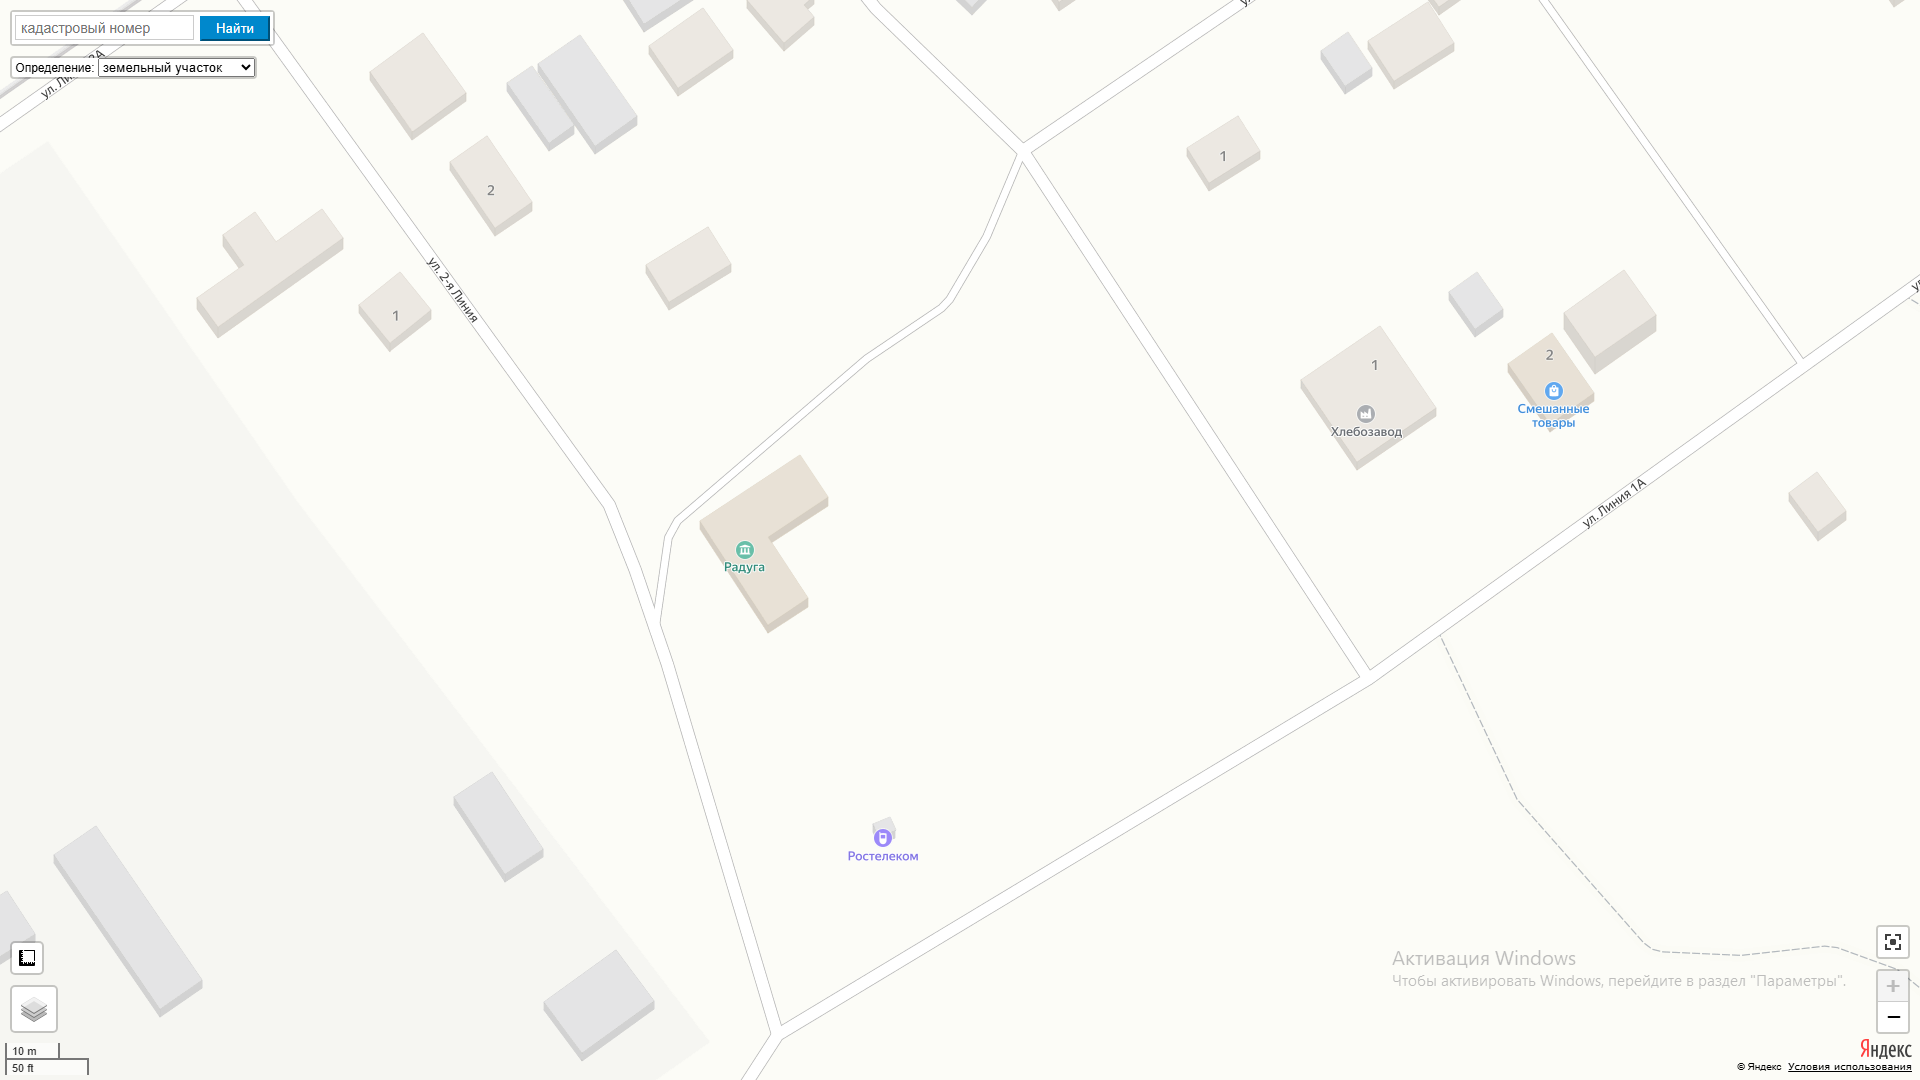 кадастровый номер
Найти
Определение: земельный участок
2
1
ул. 2-я Линия
1
1
Хлебозавод
2
Смешанные
товары
ул. Линия 1А
Радуга
Ростелеком
Активация Windows
Чтобы активировать Windows, перейдите в раздел "Параметры".
+
−
10 m
50 ft
Яндекс
© Яндекс Условия использования